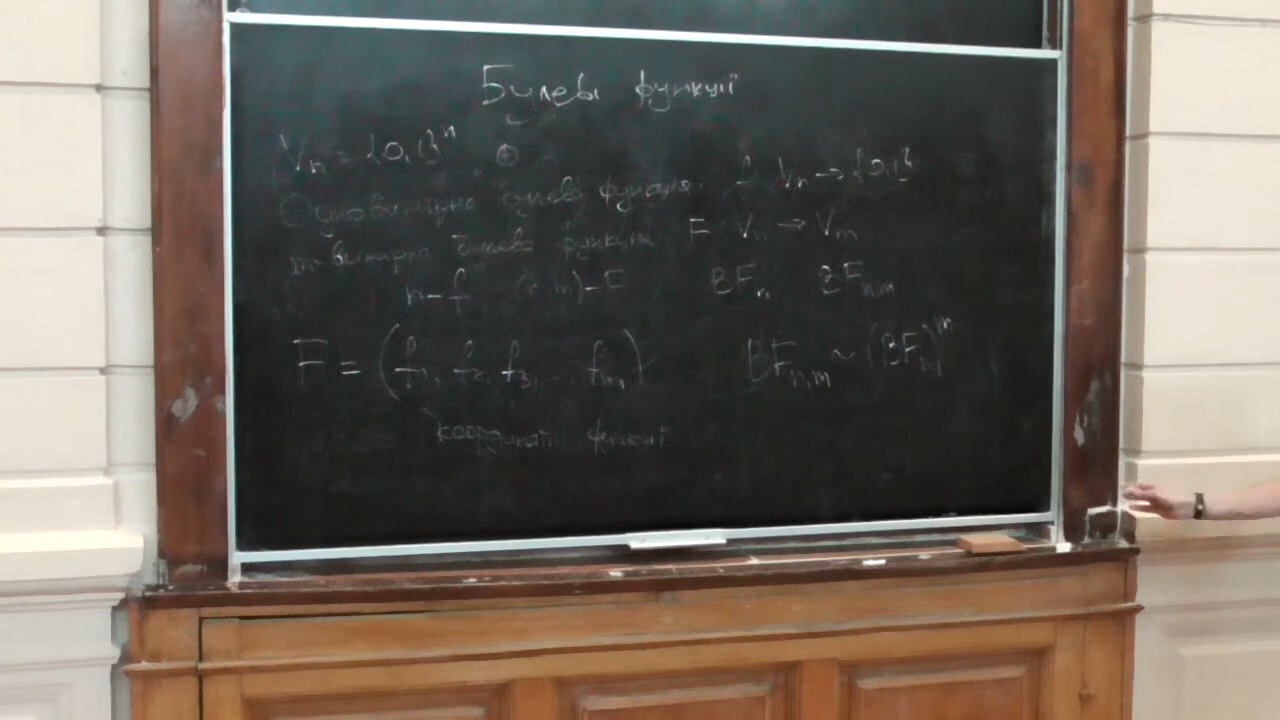 Булеві функції
Vn = {0,1}ⁿ ⊕
Одновимірна булева функція f: Vn → {0,1}
m-вимірна булева функція F: Vn → Vm
n-f (n,m)-F BFn BFn,m
F = (f1, f2, f3, ..., fm) BFn,m ~ (BFn)ᵐ
координатні функції